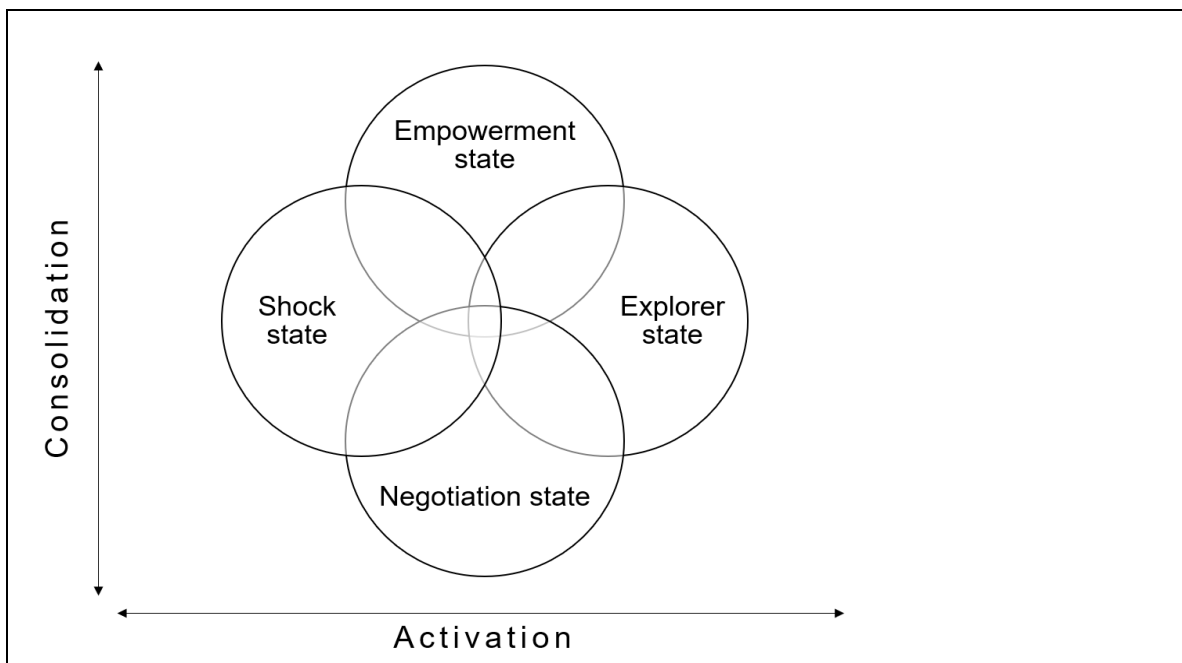 Empowerment
state
Shock
state
Explorer
state
Negotiation state
Consolidation
Activation